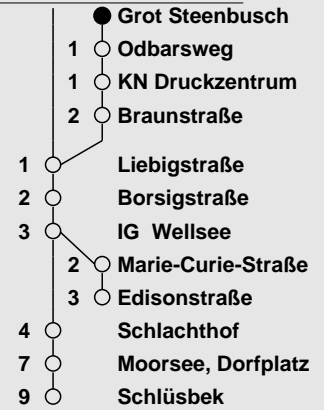 Grot Steenbusch
1 Odbarsweg
1 KN Druckzentrum
2 Braunstraße
1 Liebigstraße
2 Borsigstraße
3 IG Wellsee
2 Marie-Curie-Straße
3 Edisonstraße
4 Schlachthof
7 Moorsee, Dorfplatz
9 Schlüsbek